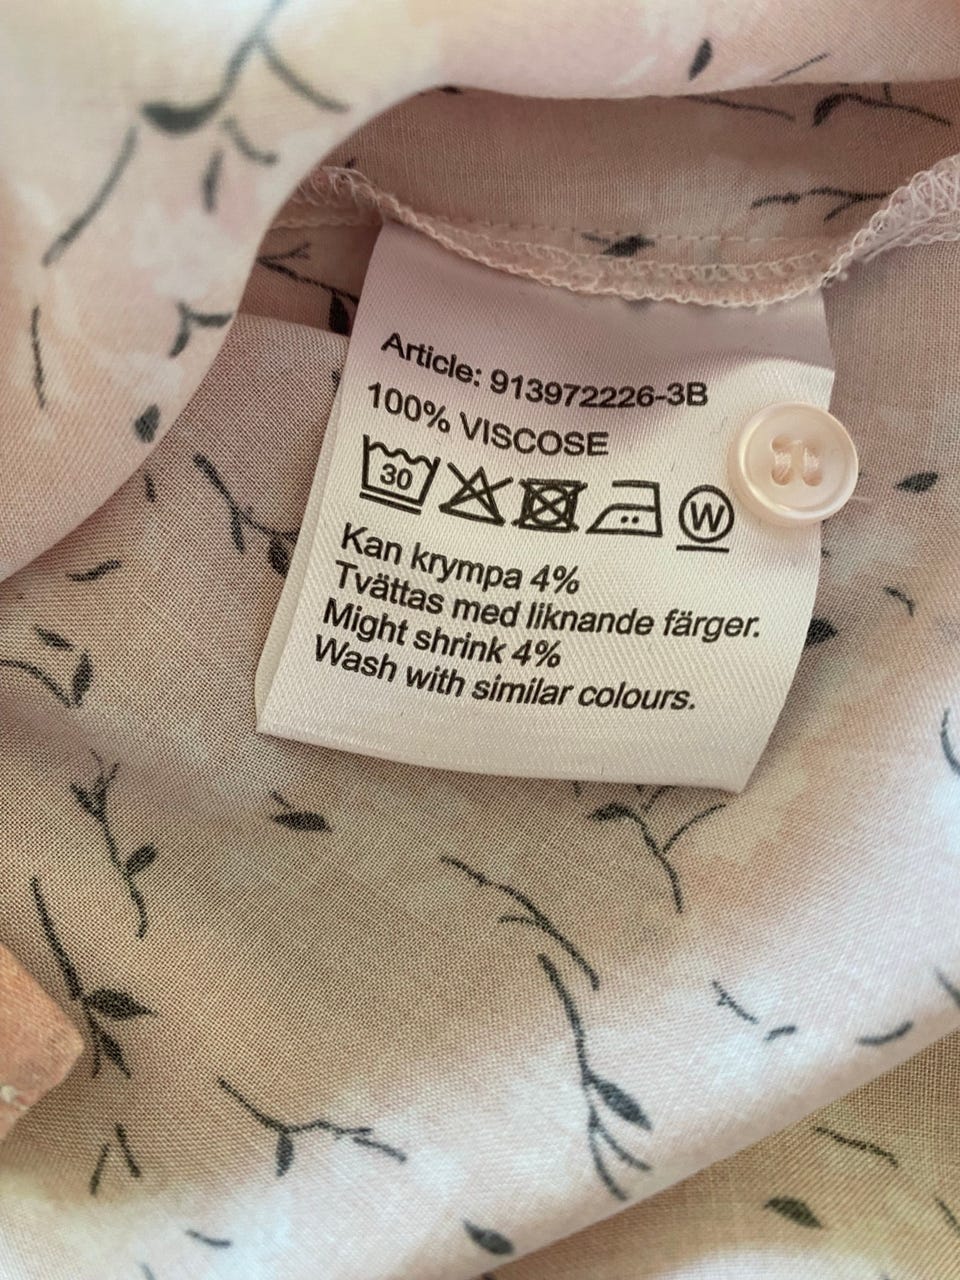 Article: 913972226-3B
100% VISCOSE
30 W
Kan krympa 4%
Tvättas med liknande färger.
Might shrink 4%
Wash with similar colours.